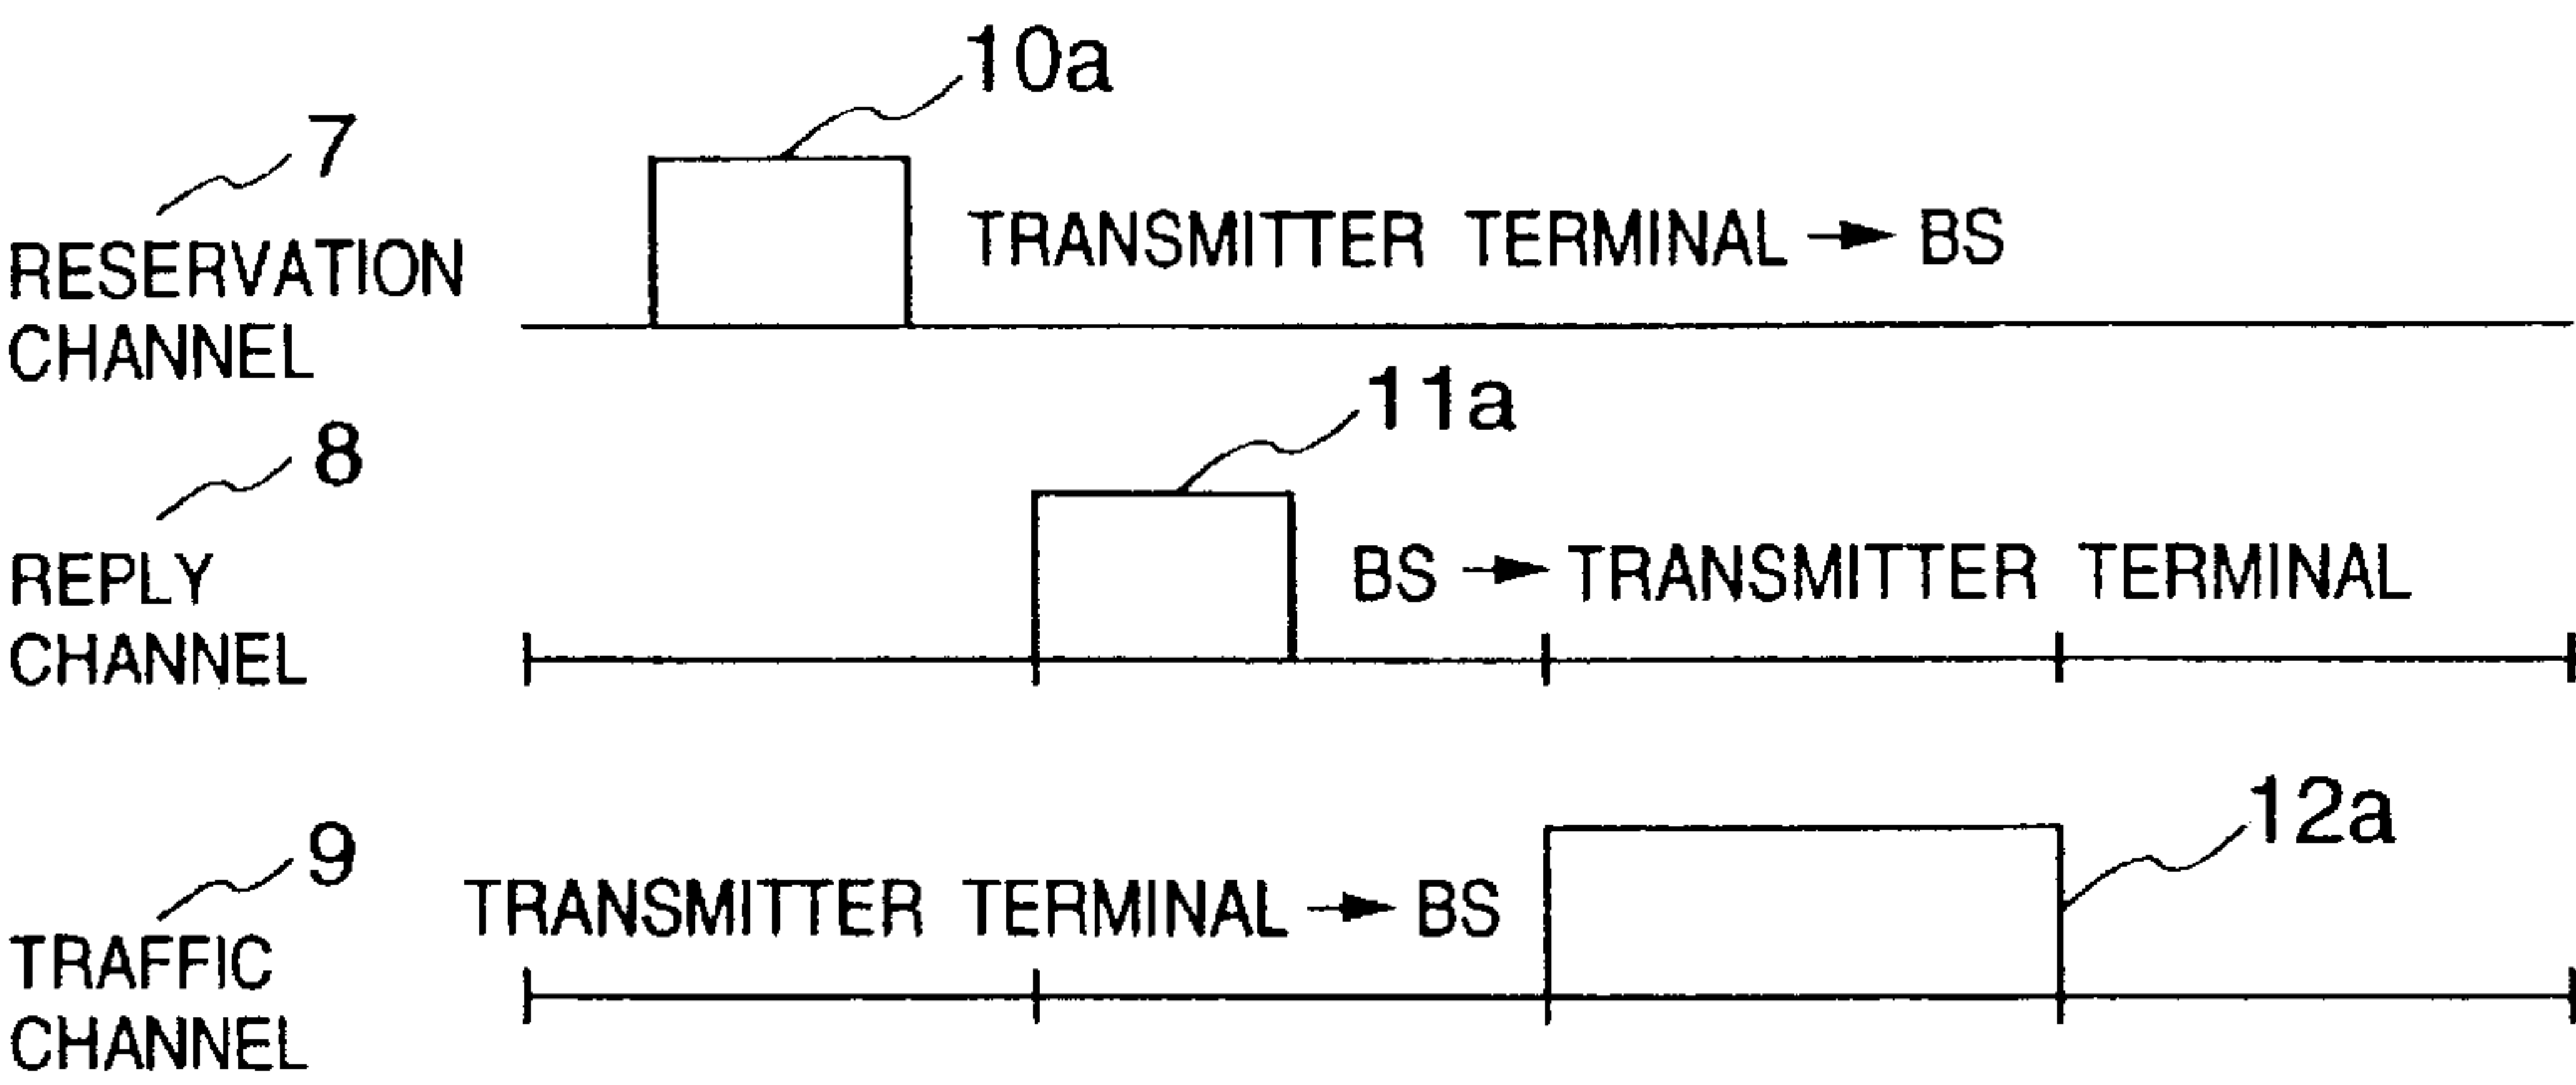 10a
7
RESERVATION
CHANNEL
TRANSMITTER TERMINAL → BS
11a
8
REPLY
CHANNEL
BS → TRANSMITTER TERMINAL
12a
9
TRAFFIC
CHANNEL
TRANSMITTER TERMINAL → BS